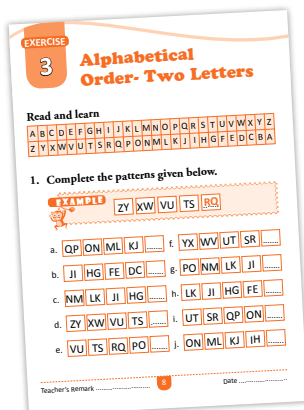 EXERCISE
3
Alphabetical
Order- Two Letters
Read and learn
A B C D E F G H I J K L M N O P Q R S T U V W X Y Z
Z Y X W V U T S R Q P O N M L K J I H G F E D C B A
1. Complete the patterns given below.
EXAMPLE
ZY XW VU TS RQ
a. QP ON ML KJ ...... f. YX WV UT SR ......
b. JI HG FE DC ...... g. PO NM LK JI ......
c. NM LK JI HG ...... h. LK JI HG FE ......
d. ZY XW VU TS ...... i. UT SR QP ON ......
e. VU TS RQ PO ...... j. ON ML KJ IH ......
Teacher's Remark ........................ 8 Date .....................